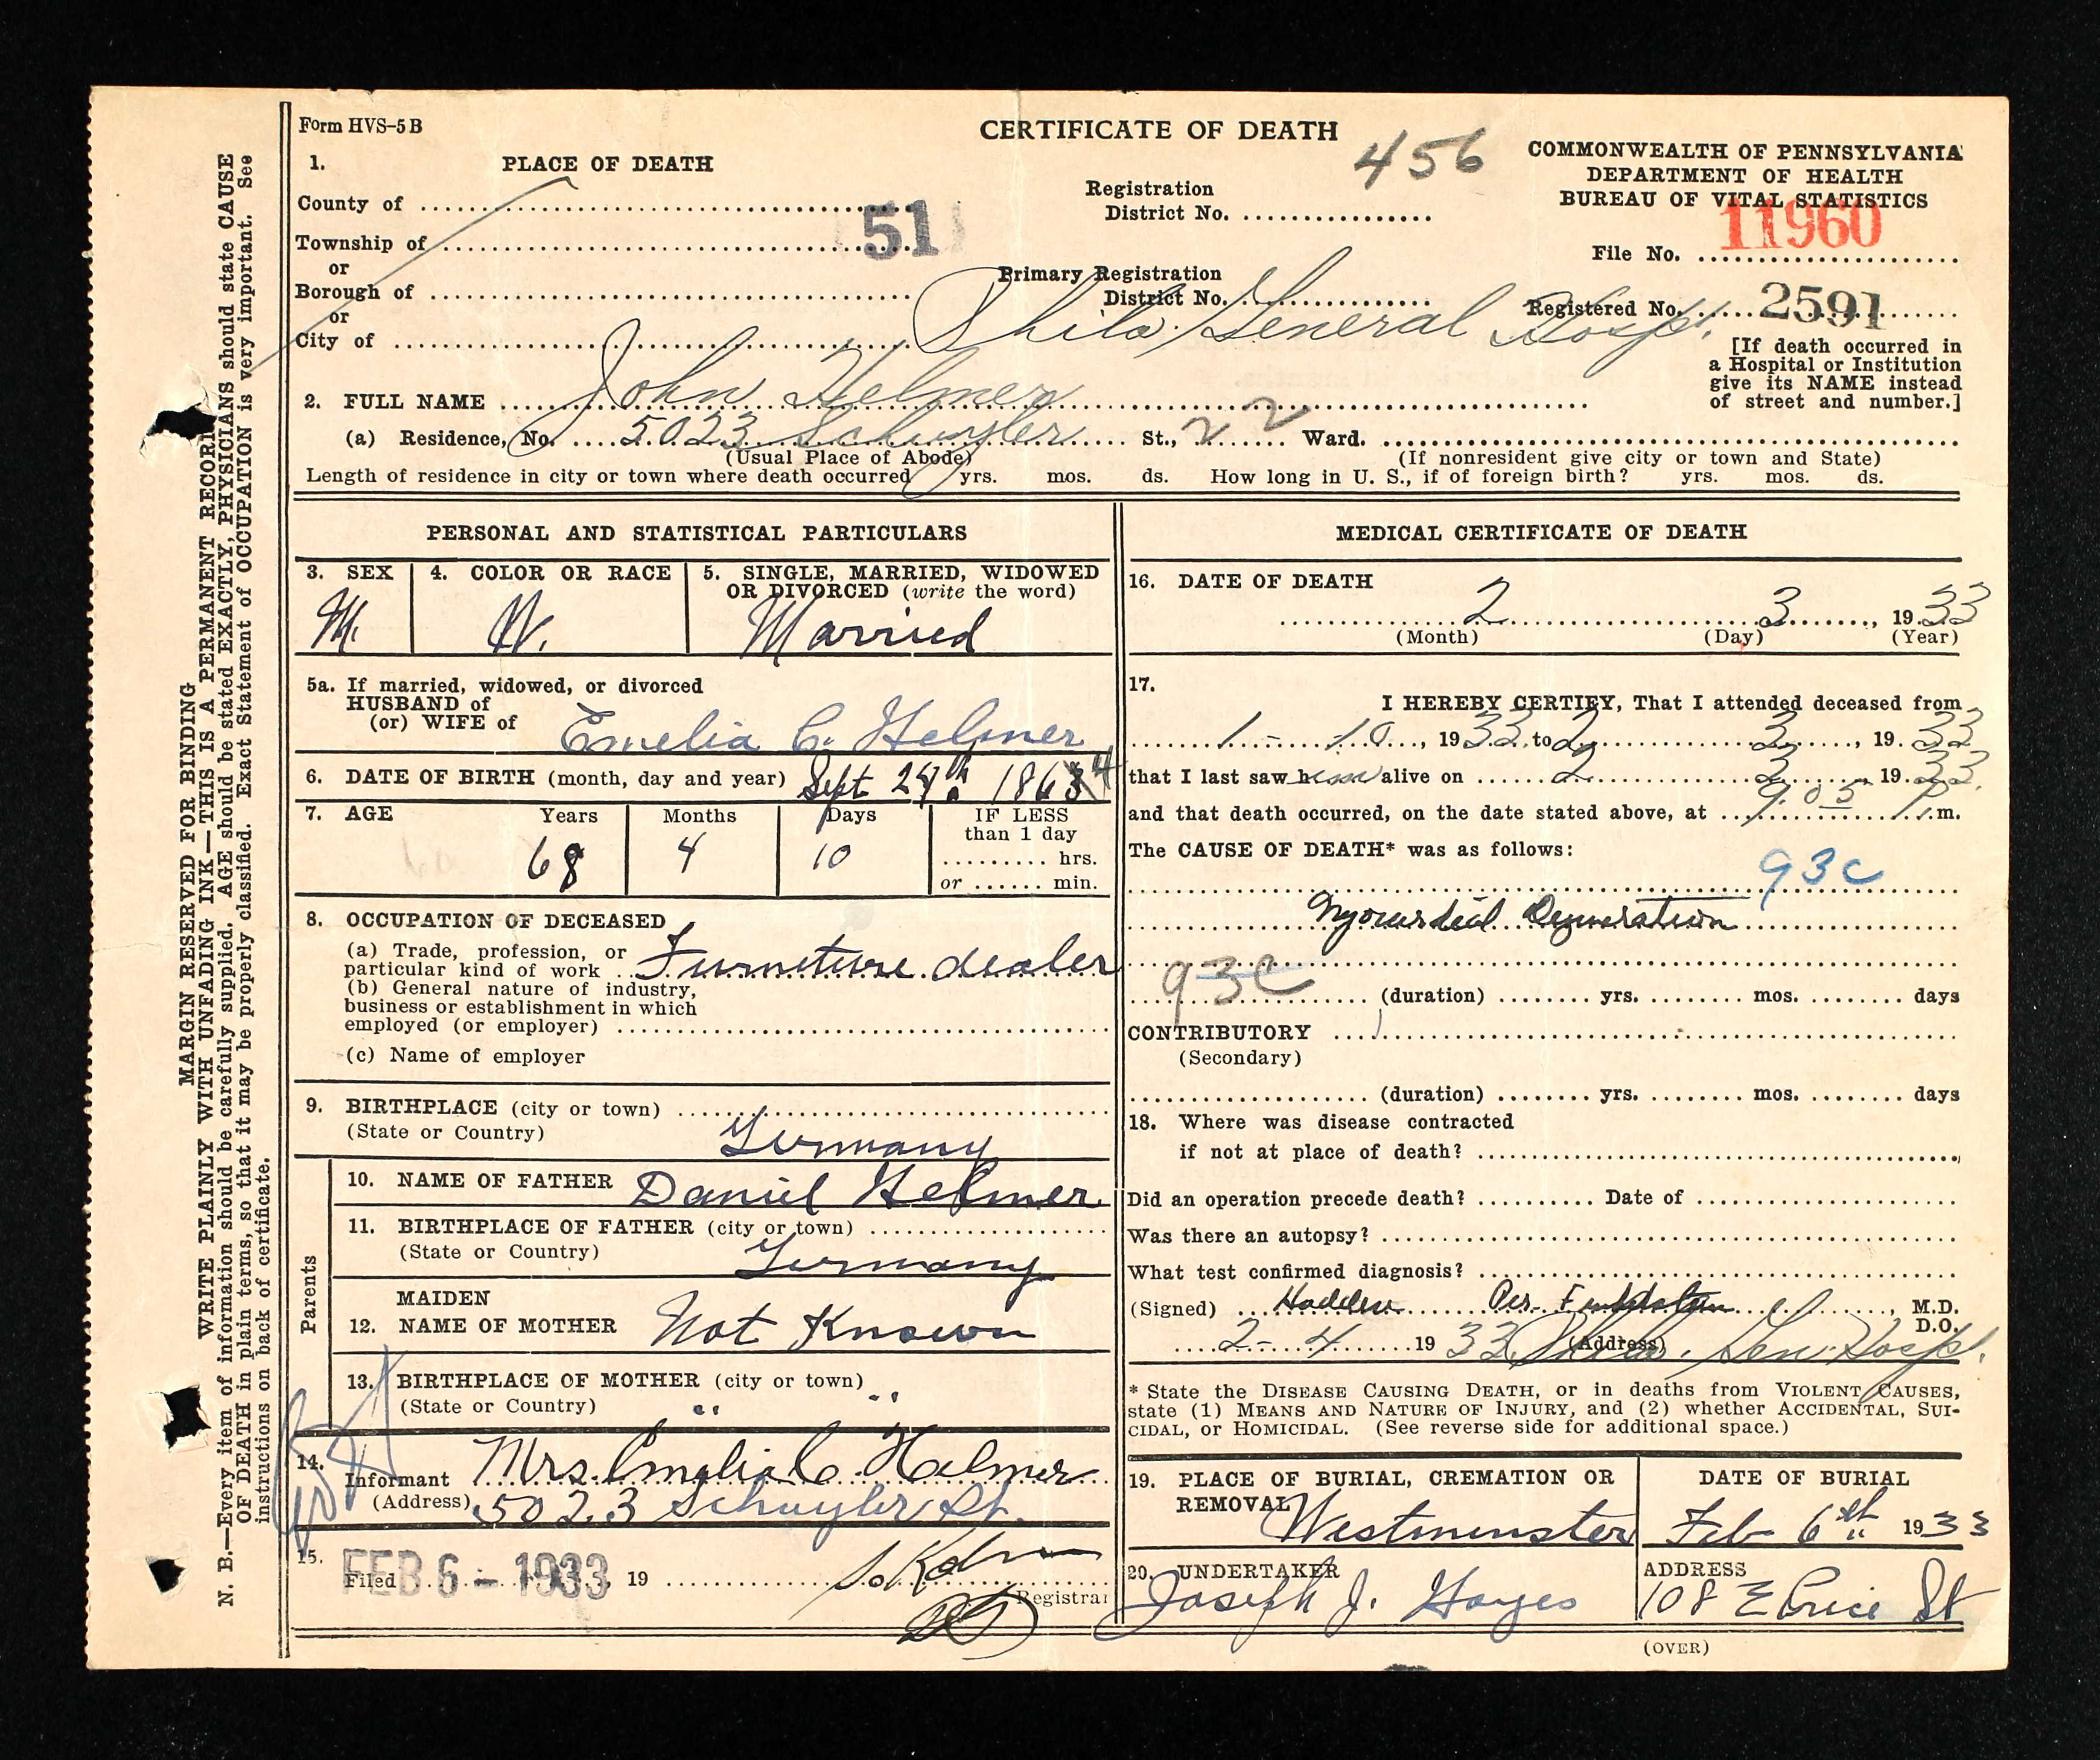 Form HVS-5 B
CERTIFICATE OF DEATH
456
COMMONWEALTH OF PENNSYLVANIA
DEPARTMENT OF HEALTH
BUREAU OF VITAL STATISTICS
1. PLACE OF DEATH
County of
Township of
or
Borough of
or
City of
51
Registration
District No.
Primary Registration
District No.
File No. 11960
Registered No. 2591
Phila General Hosp.
[If death occurred in
a Hospital or Institution
give its NAME instead
of street and number.]
2. FULL NAME John Helmer
(a) Residence, No. 5023 Schuyler St., 22 Ward.
(Usual Place of Abode)
(If nonresident give city or town and State)
Length of residence in city or town where death occurred yrs. mos. ds. How long in U. S., if of foreign birth? yrs. mos. ds.
PERSONAL AND STATISTICAL PARTICULARS
3. SEX
M.
4. COLOR OR RACE
W.
5. SINGLE, MARRIED, WIDOWED
OR DIVORCED (write the word)
Married
5a. If married, widowed, or divorced
HUSBAND of
(or) WIFE of
Emelia C. Helmer
6. DATE OF BIRTH (month, day and year) Sept 24th 18634
7. AGE
Years
Months
Days
IF LESS
than 1 day
hrs.
or min.
68 4 10
8. OCCUPATION OF DECEASED
(a) Trade, profession, or
particular kind of work Furniture dealer
(b) General nature of industry,
business or establishment in which
employed (or employer)
(c) Name of employer
9. BIRTHPLACE (city or town)
(State or Country)
Germany
Parents
10. NAME OF FATHER Daniel Helmer
11. BIRTHPLACE OF FATHER (city or town)
(State or Country)
Germany
MAIDEN
12. NAME OF MOTHER Not Known
13. BIRTHPLACE OF MOTHER (city or town)
(State or Country) " "
14.
Informant Mrs. Emelia C. Helmer
(Address) 5023 Schuyler St.
15.
Filed FEB 6 - 1933, 19
Registrar
MEDICAL CERTIFICATE OF DEATH
16. DATE OF DEATH
2 3, 1933
(Month) (Day) (Year)
17.
I HEREBY CERTIFY, That I attended deceased from
1 - 10, 1933 to 2 3, 1933
that I last saw him alive on 2 3, 1933
and that death occurred, on the date stated above, at 9.05 P.m.
The CAUSE OF DEATH* was as follows:
93c
Myocardial Degeneration
93c
(duration) yrs. mos. days
CONTRIBUTORY
(Secondary)
(duration) yrs. mos. days
18. Where was disease contracted
if not at place of death?
Did an operation precede death? Date of
Was there an autopsy?
What test confirmed diagnosis?
(Signed) Per. , M.D.
D.O.
2 - 4 1933 (Address) Phila. Gen. Hosp.
* State the DISEASE CAUSING DEATH, or in deaths from VIOLENT CAUSES,
state (1) MEANS AND NATURE OF INJURY, and (2) whether ACCIDENTAL, SUI-
CIDAL, or HOMICIDAL. (See reverse side for additional space.)
19. PLACE OF BURIAL, CREMATION OR
REMOVAL
Westminster
DATE OF BURIAL
Feb 6th 1933
20. UNDERTAKER
Joseph J. Hayes
ADDRESS
108 E Price St
(OVER)
MARGIN RESERVED FOR BINDING
WRITE PLAINLY WITH UNFADING INK—THIS IS A PERMANENT RECORD
N. B.—Every item of information should be carefully supplied. AGE should be stated EXACTLY, PHYSICIANS should state CAUSE
OF DEATH in plain terms, so that it may be properly classified. Exact Statement of OCCUPATION is very important. See
instructions on back of certificate.